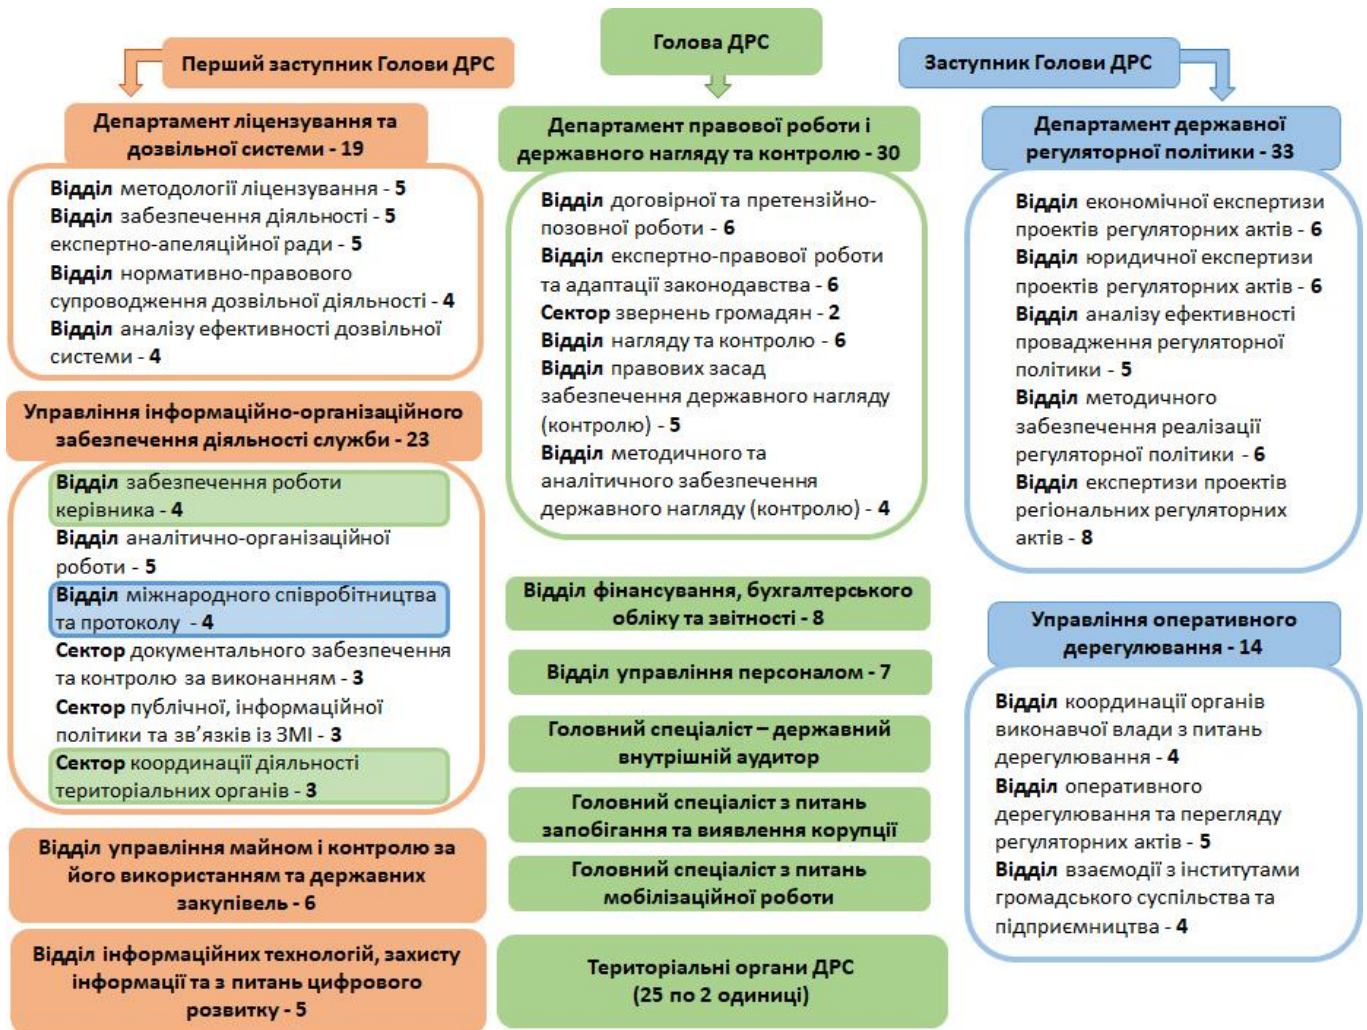 Голова ДРС
Перший заступник Голови ДРС
Заступник Голови ДРС
Департамент ліцензування та
дозвільної системи - 19
Відділ методології ліцензування - 5
Відділ забезпечення діяльності - 5
експертно-апеляційної ради - 5
Відділ нормативно-правового
супроводження дозвільної діяльності - 4
Відділ аналізу ефективності дозвільної
системи - 4
Управління інформаційно-організаційного
забезпечення діяльності служби - 23
Відділ забезпечення роботи
керівника - 4
Відділ аналітично-організаційної
роботи - 5
Відділ міжнародного співробітництва
та протоколу - 4
Сектор документального забезпечення
та контролю за виконанням - 3
Сектор публічної, інформаційної
політики та зв’язків із ЗМІ - 3
Сектор координації діяльності
територіальних органів - 3
Відділ управління майном і контролю за
його використанням та державних
закупівель - 6
Відділ інформаційних технологій, захисту
інформації та з питань цифрового
розвитку - 5
Департамент правової роботи і
державного нагляду та контролю - 30
Відділ договірної та претензійно-
позовної роботи - 6
Відділ експертно-правової роботи
та адаптації законодавства - 6
Сектор звернень громадян - 2
Відділ нагляду та контролю - 6
Відділ правових засад
забезпечення державного нагляду
(контролю) - 5
Відділ методичного та
аналітичного забезпечення
державного нагляду (контролю) - 4
Відділ фінансування, бухгалтерського
обліку та звітності - 8
Відділ управління персоналом - 7
Головний спеціаліст – державний
внутрішній аудитор
Головний спеціаліст з питань
запобігання та виявлення корупції
Головний спеціаліст з питань
мобілізаційної роботи
Територіальні органи ДРС
(25 по 2 одиниці)
Департамент державної
регуляторної політики - 33
Відділ економічної експертизи
проектів регуляторних актів - 6
Відділ юридичної експертизи
проектів регуляторних актів - 6
Відділ аналізу ефективності
провадження регуляторної
політики - 5
Відділ методичного
забезпечення реалізації
регуляторної політики - 6
Відділ експертизи проектів
регіональних регуляторних
актів - 8
Управління оперативного
дерегулювання - 14
Відділ координації органів
виконавчої влади з питань
дерегулювання - 4
Відділ оперативного
дерегулювання та перегляду
регуляторних актів - 5
Відділ взаємодії з інститутами
громадського суспільства та
підприємництва - 4